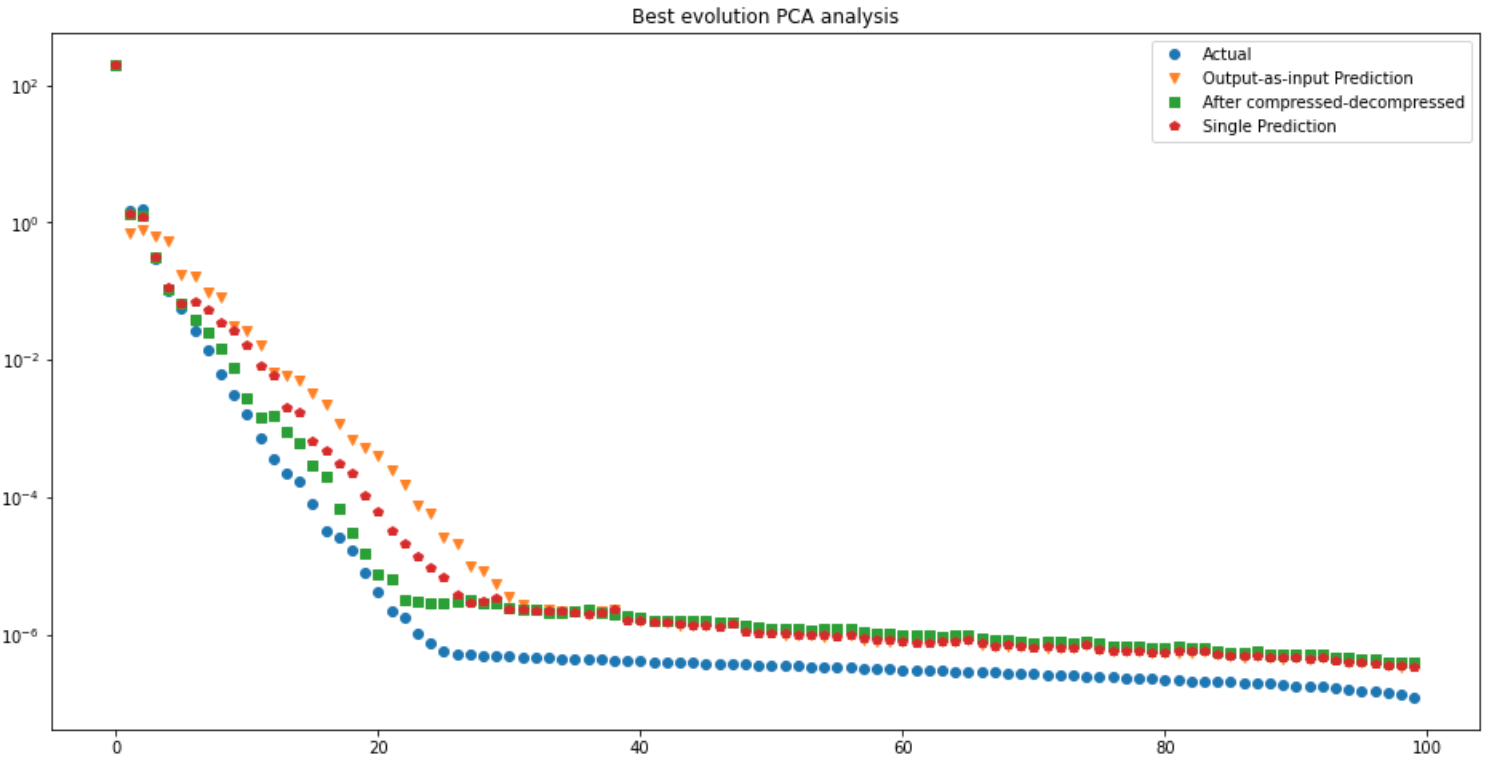 Best evolution PCA analysis
Actual
Output-as-input Prediction
After compressed-decompressed
Single Prediction
10²
10⁰
10⁻²
10⁻⁴
10⁻⁶
0 20 40 60 80 100